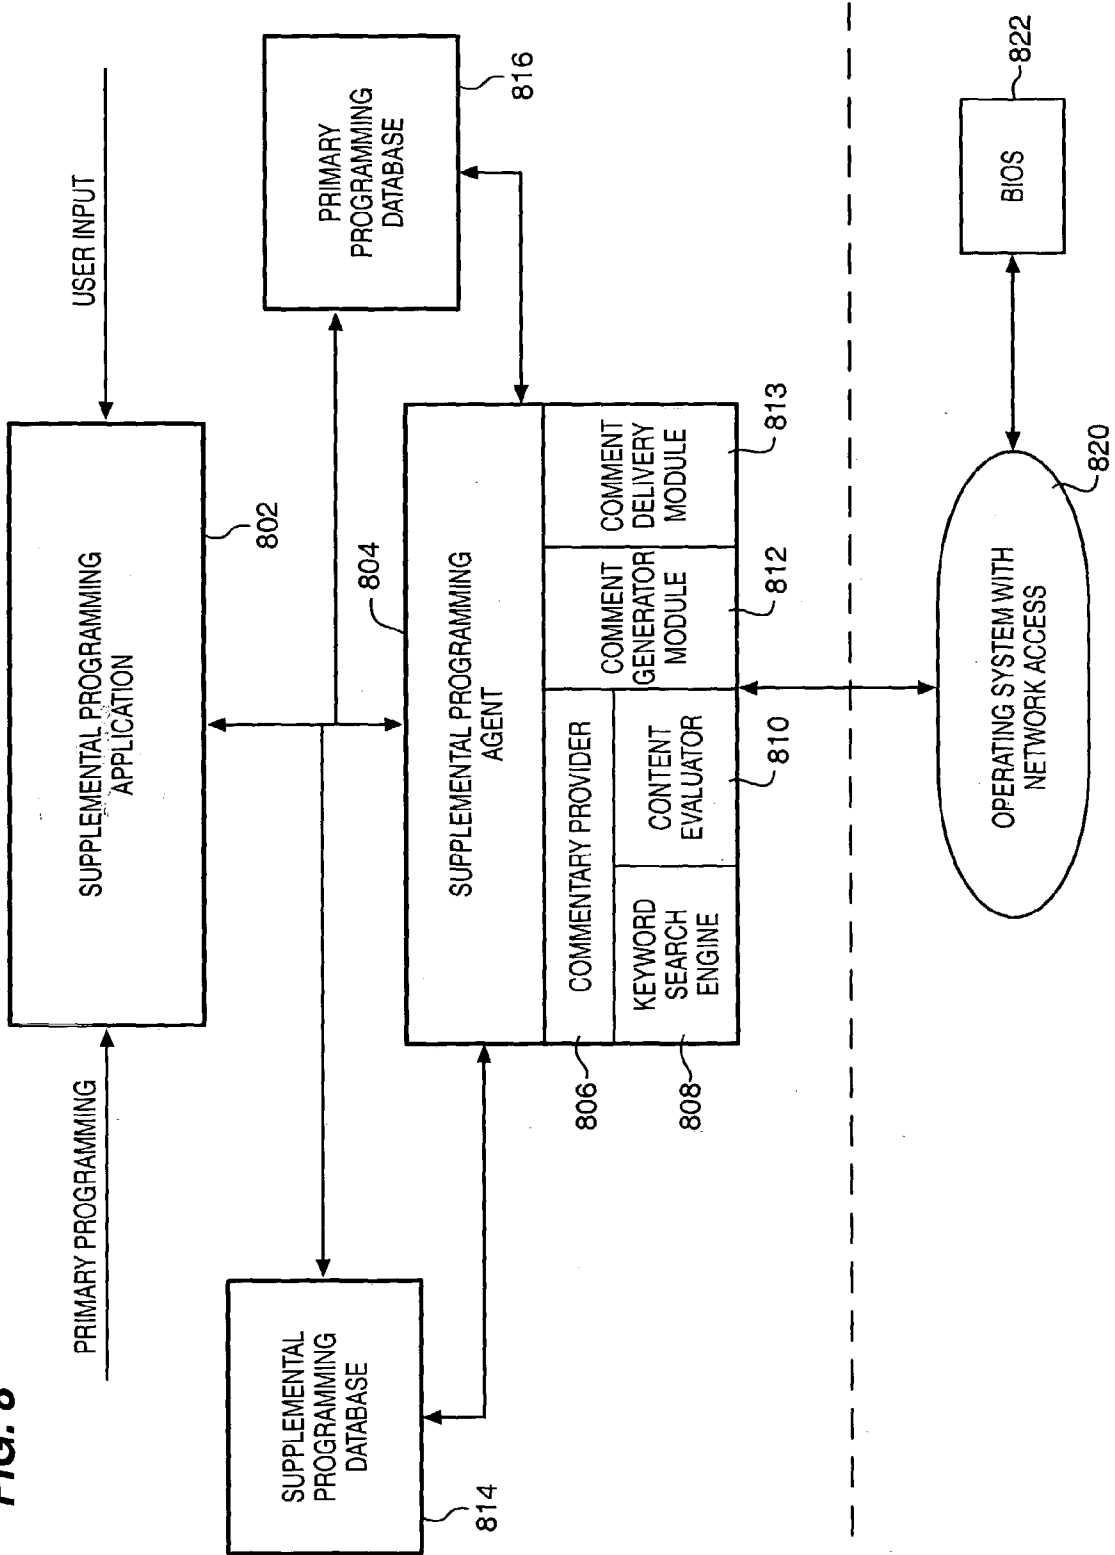 FIG. 8
PRIMARY PROGRAMMING
SUPPLEMENTAL PROGRAMMING
APPLICATION
802
USER INPUT
SUPPLEMENTAL
PROGRAMMING
DATABASE
814
PRIMARY
PROGRAMMING
DATABASE
816
804
SUPPLEMENTAL PROGRAMMING
AGENT
COMMENTARY PROVIDER
806
KEYWORD
SEARCH
ENGINE
808
CONTENT
EVALUATOR
810
COMMENT
GENERATOR
MODULE
812
COMMENT
DELIVERY
MODULE
813
OPERATING SYSTEM WITH
NETWORK ACCESS
820
BIOS
822